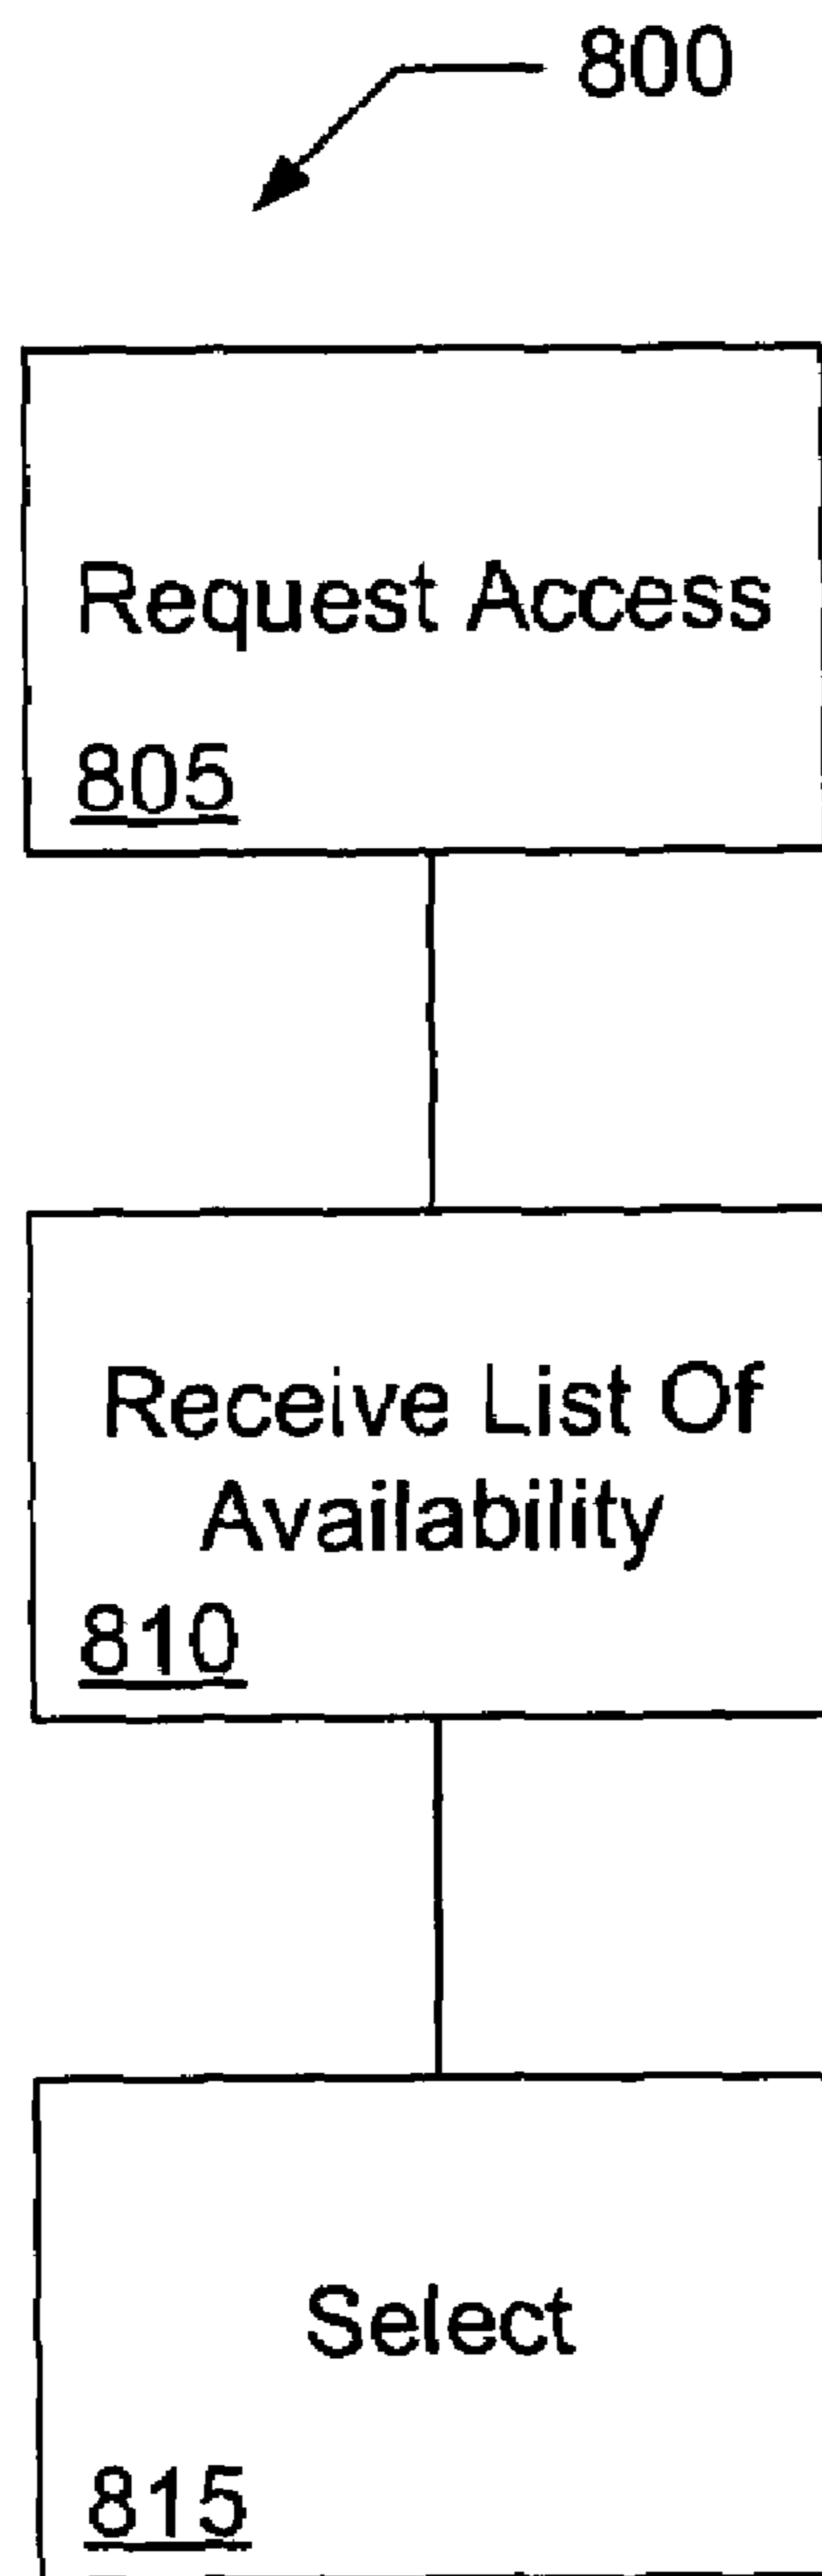 800
Request Access
805
Receive List Of
Availability
810
Select
815